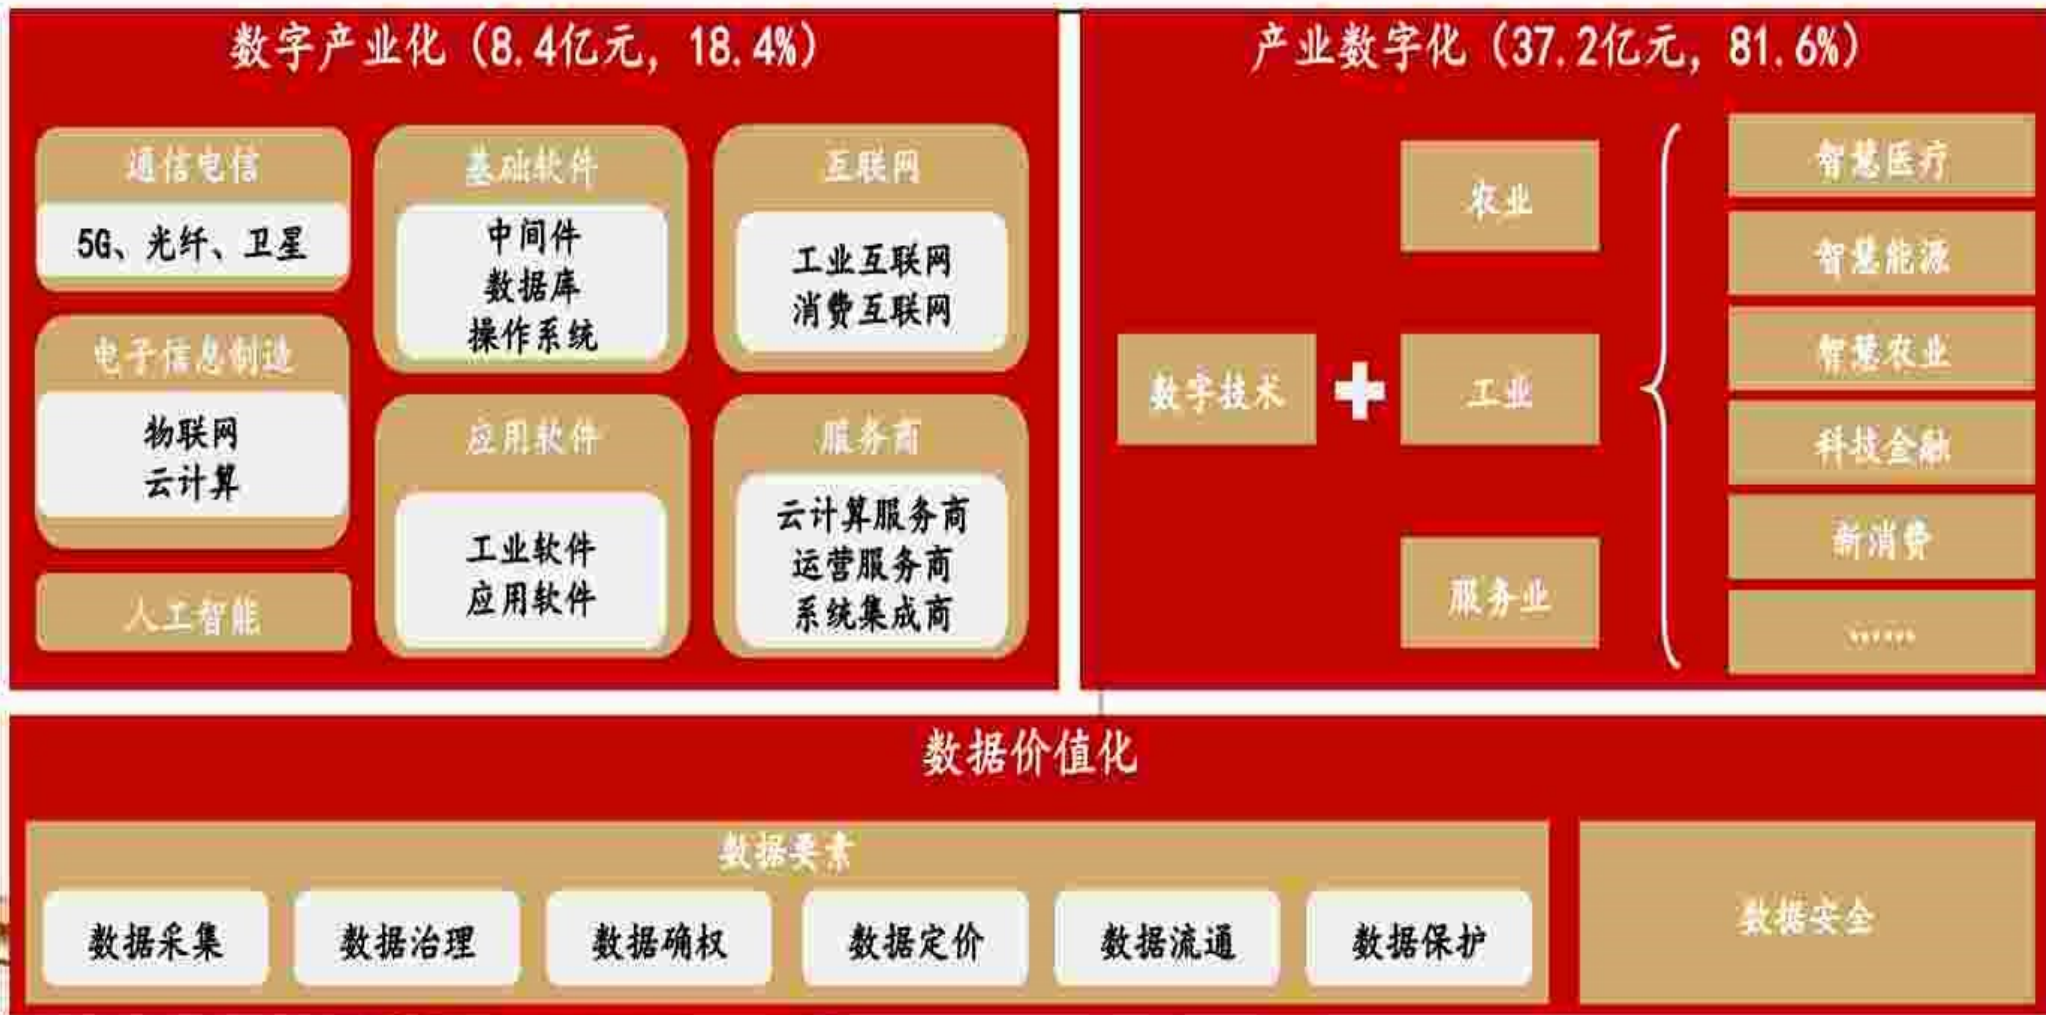 数字产业化（8.4亿元，18.4%）
通信电信
5G、光纤、卫星
电子信息制造
物联网
云计算
人工智能
基础软件
中间件
数据库
操作系统
应用软件
工业软件
应用软件
互联网
工业互联网
消费互联网
服务商
云计算服务商
运营服务商
系统集成商
产业数字化（37.2亿元，81.6%）
数字技术
+
农业
工业
服务业
智慧医疗
智慧能源
智慧农业
科技金融
新消费
……
数据价值化
数据要素
数据采集
数据治理
数据确权
数据定价
数据流通
数据保护
数据安全